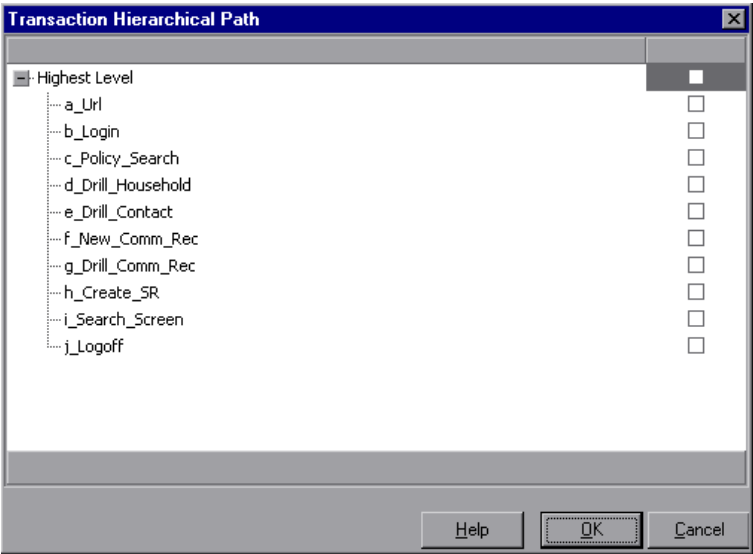 Transaction Hierarchical Path
Highest Level
a_Url
b_Login
c_Policy_Search
d_Drill_Household
e_Drill_Contact
f_New_Comm_Rec
g_Drill_Comm_Rec
h_Create_SR
i_Search_Screen
j_Logoff
Help OK Cancel